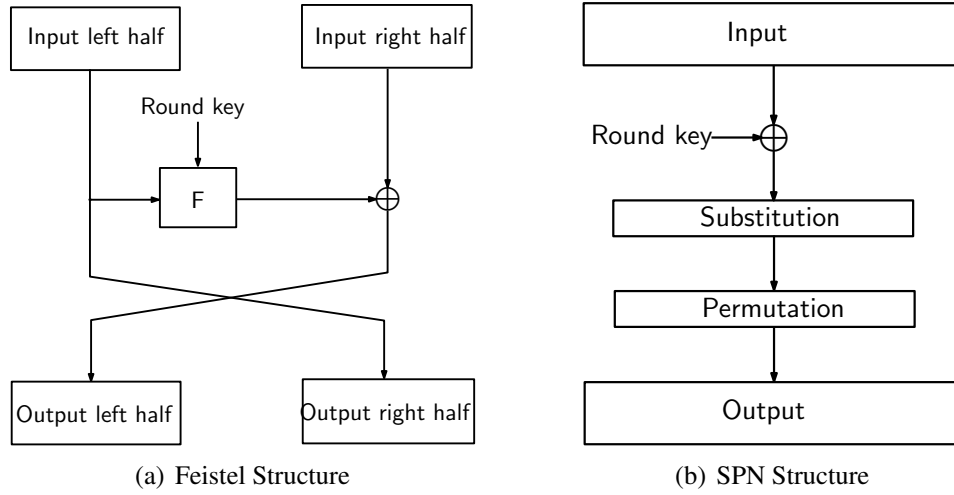 Input left half
Input right half
Round key
F
Output left half
Output right half
(a) Feistel Structure
Input
Round key
Substitution
Permutation
Output
(b) SPN Structure